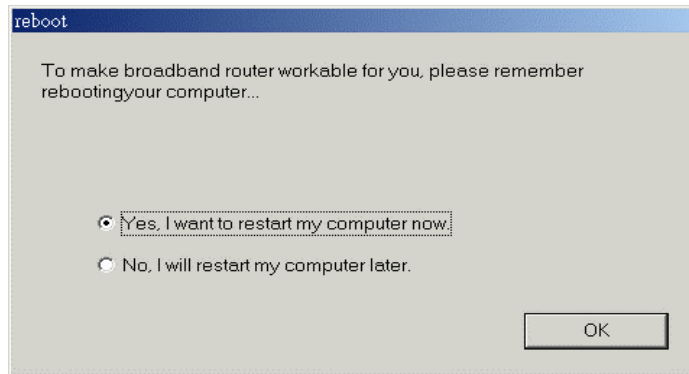 reboot
To make broadband router workable for you, please remember
rebootingyour computer...
Yes, I want to restart my computer now.
No, I will restart my computer later.
OK